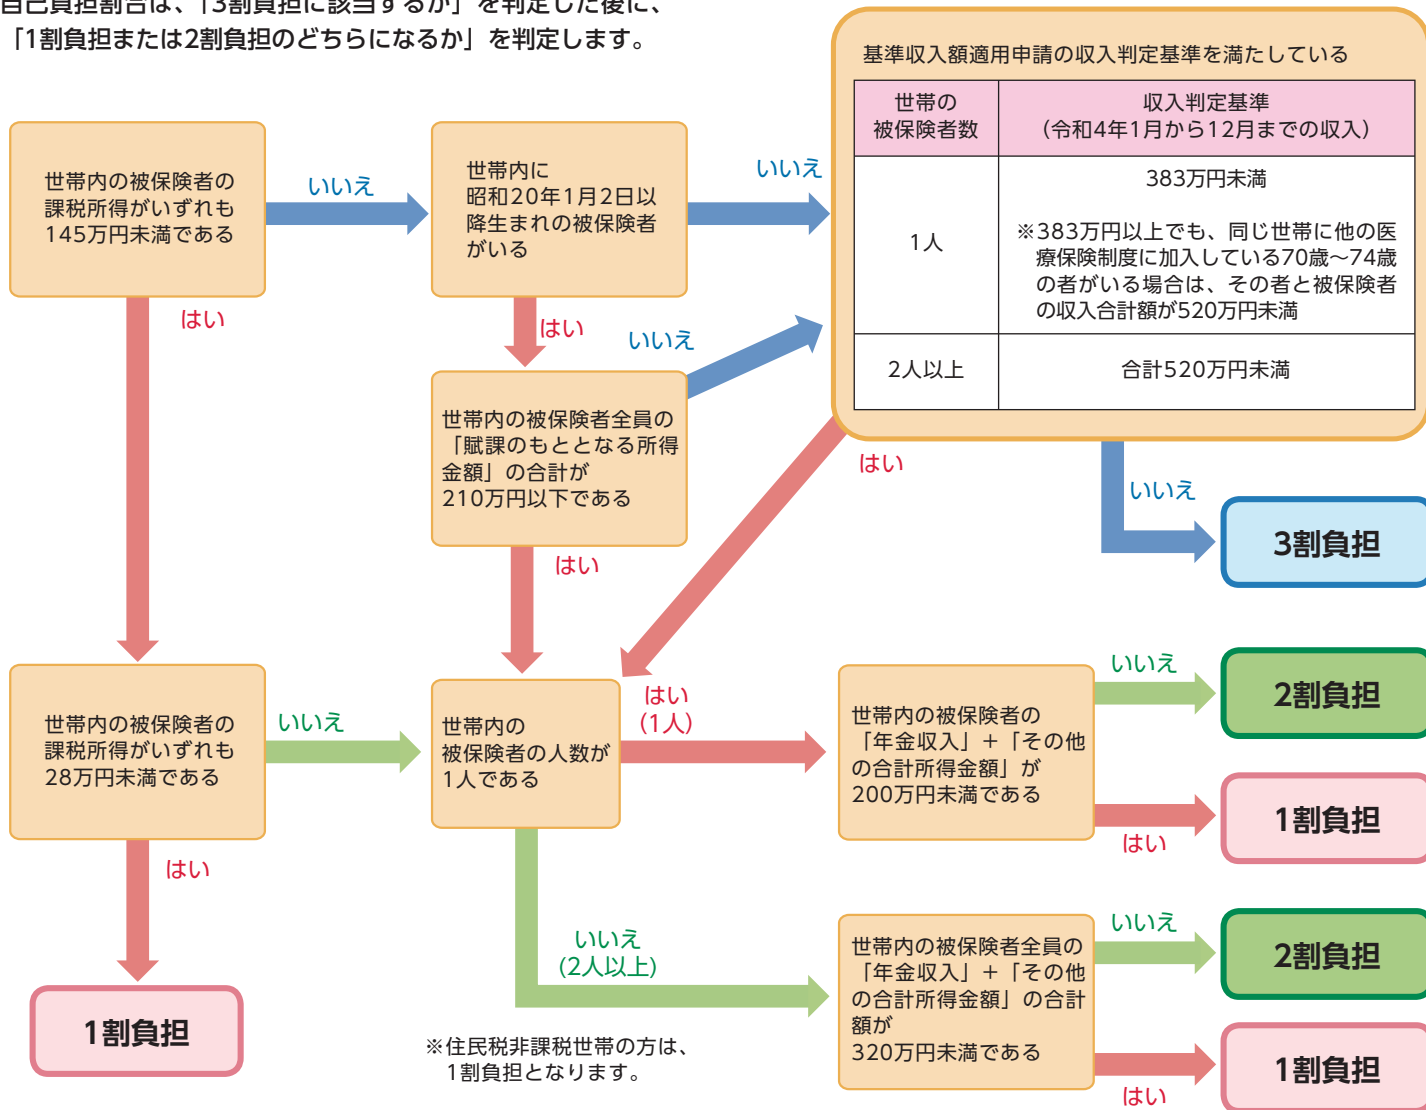 自己負担割合は、「3割負担に該当するか」を判定した後に、
「1割負担または2割負担のどちらになるか」を判定します。
基準収入額適用申請の収入判定基準を満たしている
世帯の
被保険者数
収入判定基準
（令和4年1月から12月までの収入）
1人
383万円未満
※383万円以上でも、同じ世帯に他の医
療保険制度に加入している70歳〜74歳
の者がいる場合は、その者と被保険者
の収入合計額が520万円未満
2人以上
合計520万円未満
世帯内の被保険者の
課税所得がいずれも
145万円未満である
いいえ
はい
世帯内に
昭和20年1月2日以
降生まれの被保険者
がいる
いいえ
はい
世帯内の被保険者全員の
「賦課のもととなる所得
金額」の合計が
210万円以下である
いいえ
はい
はい
いいえ
3割負担
世帯内の被保険者の
課税所得がいずれも
28万円未満である
いいえ
はい
1割負担
世帯内の
被保険者の人数が
1人である
はい
(1人)
いいえ
(2人以上)
世帯内の被保険者の
「年金収入」＋「その他
の合計所得金額」が
200万円未満である
いいえ
2割負担
はい
1割負担
世帯内の被保険者全員の
「年金収入」＋「その他
の合計所得金額」の合計
額が
320万円未満である
いいえ
2割負担
はい
1割負担
※住民税非課税世帯の方は、
1割負担となります。